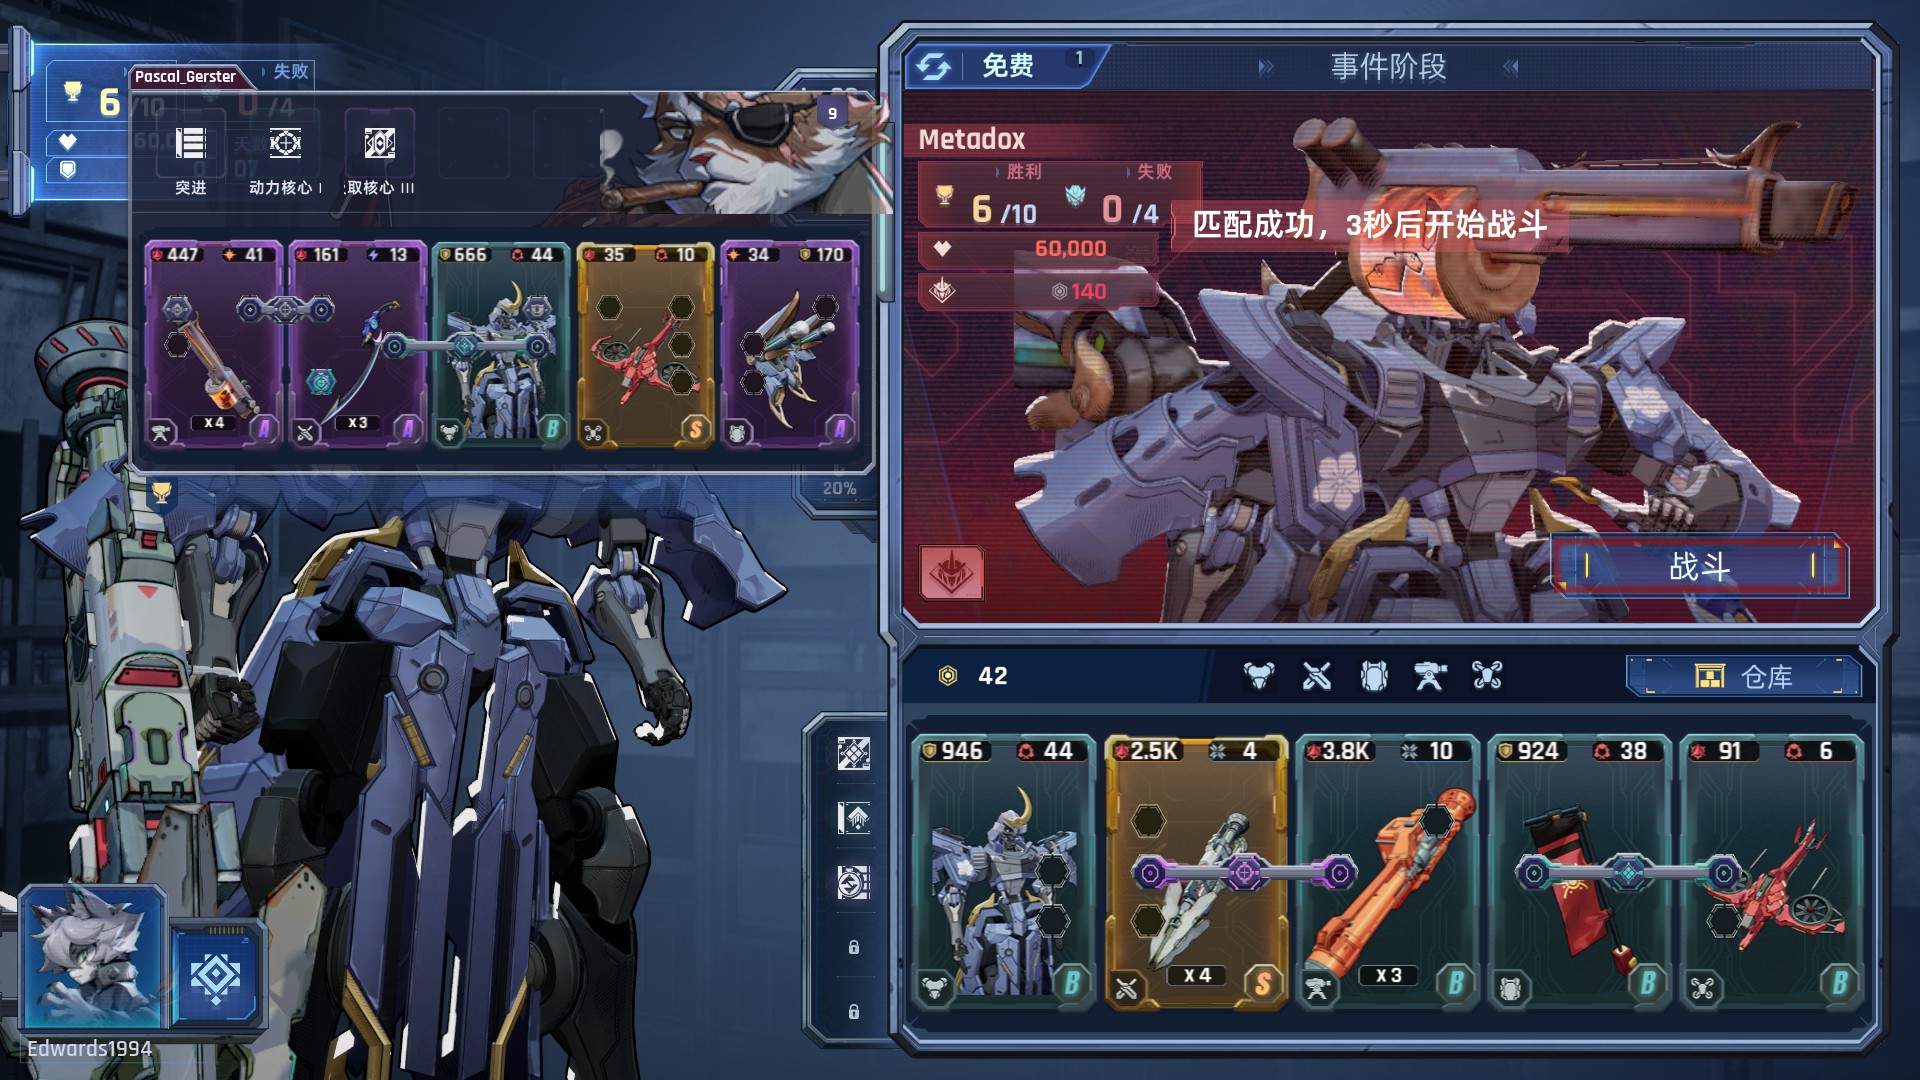 Pascal_Gerster
失败
6
/10
0
/4
9
突进
动力核心 I
取核心 III
447
41
161
13
666
44
35
10
34
170
x4
A
x3
A
B
S
A
20%
Edwards1994
免费
1
事件阶段
Metadox
胜利
失败
6 /10
0 /4
60,000
140
匹配成功，3秒后开始战斗
战斗
42
仓库
946
44
2.5K
4
3.8K
10
924
38
91
6
B
x4
S
x3
B
B
B